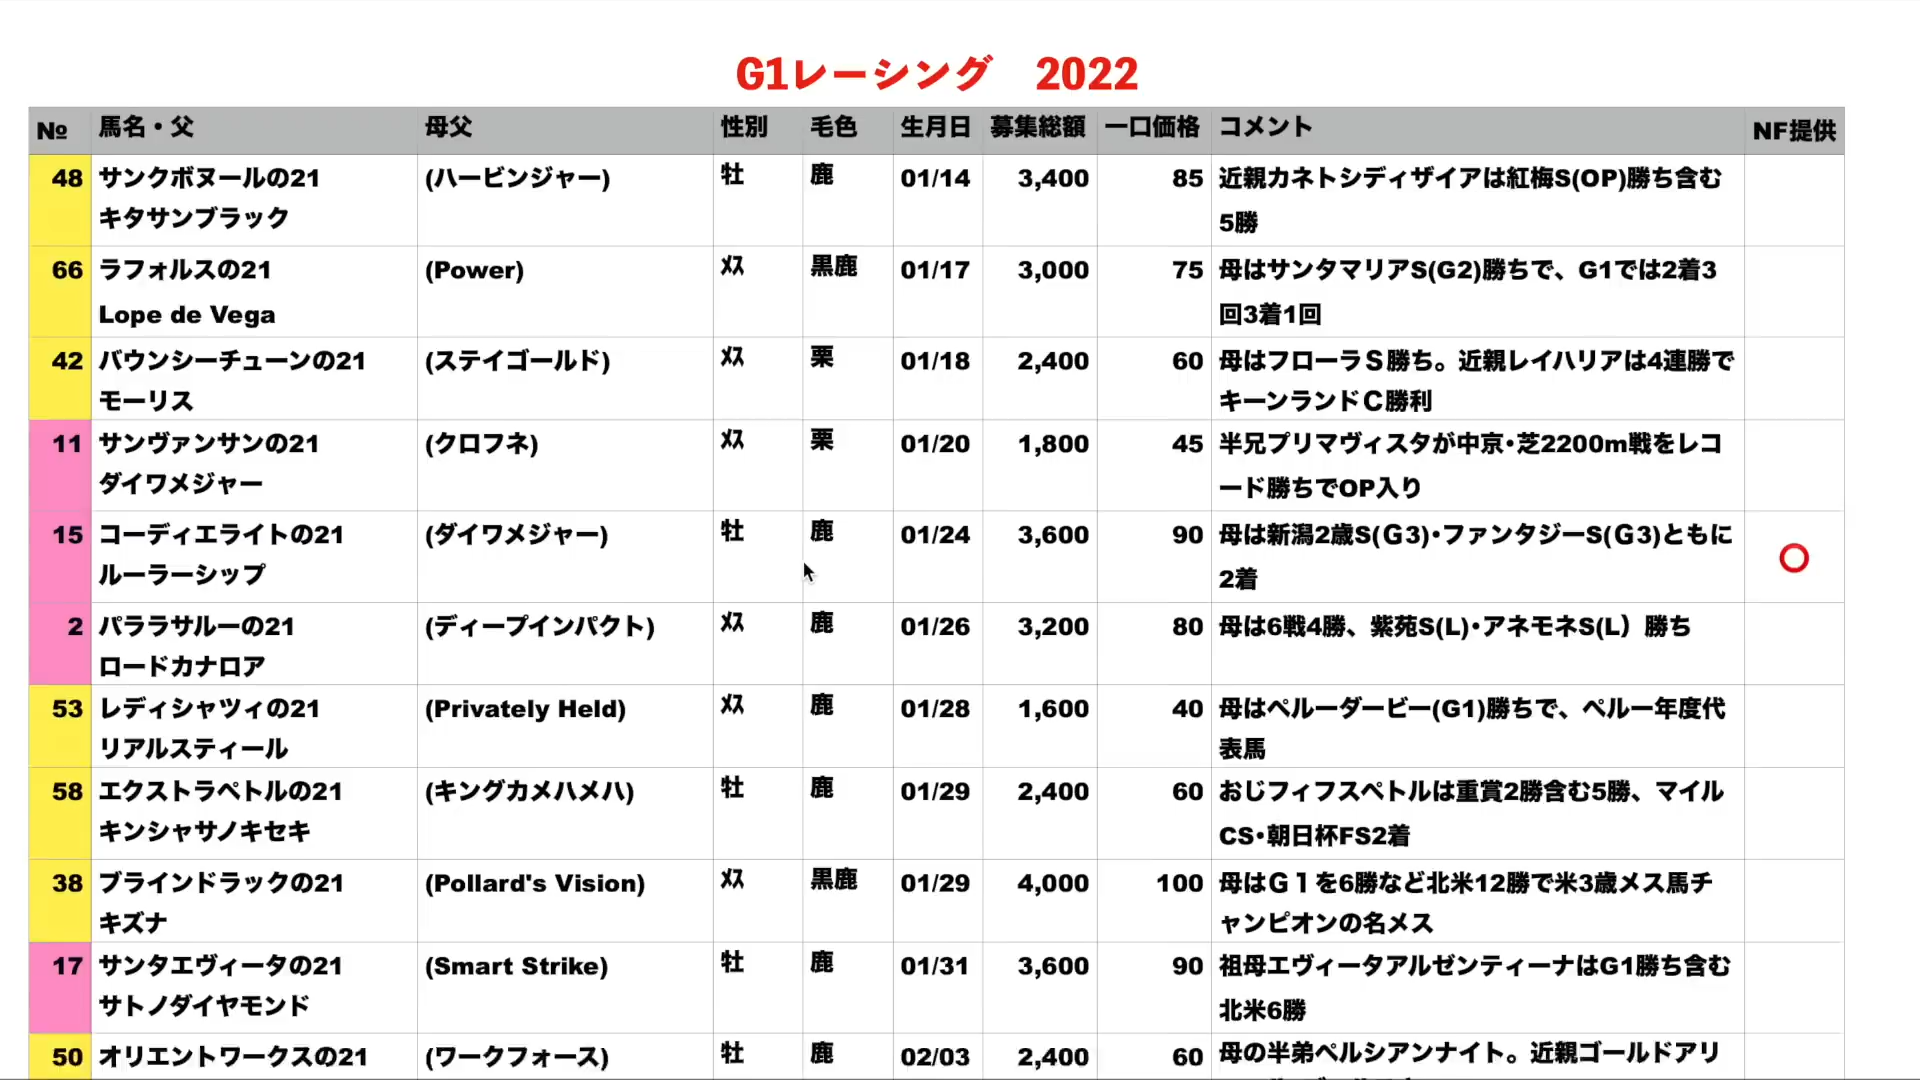 G1レーシング　2022
№ 馬名・父 母父 性別 毛色 生月日 募集総額 一口価格 コメント NF提供
48 サンクボヌールの21 (ハービンジャー) 牡 鹿 01/14 3,400 85 近親カネトシディザイアは紅梅S(OP)勝ち含む
キタサンブラック 5勝
66 ラフォルスの21 (Power) ﾒｽ 黒鹿 01/17 3,000 75 母はサンタマリアS(G2)勝ちで、G1では2着3
Lope de Vega 回3着1回
42 バウンシーチューンの21 (ステイゴールド) ﾒｽ 栗 01/18 2,400 60 母はフローラＳ勝ち。近親レイハリアは4連勝で
モーリス キーンランドＣ勝利
11 サンヴァンサンの21 (クロフネ) ﾒｽ 栗 01/20 1,800 45 半兄プリマヴィスタが中京･芝2200m戦をレコ
ダイワメジャー ード勝ちでOP入り
15 コーディエライトの21 (ダイワメジャー) 牡 鹿 01/24 3,600 90 母は新潟2歳S(Ｇ3)･ファンタジーS(Ｇ3)ともに ○
ルーラーシップ 2着
2 パララサルーの21 (ディープインパクト) ﾒｽ 鹿 01/26 3,200 80 母は6戦4勝、紫苑S(L)･アネモネS(L）勝ち
ロードカナロア
53 レディシャツィの21 (Privately Held) ﾒｽ 鹿 01/28 1,600 40 母はペルーダービー(G1)勝ちで、ペルー年度代
リアルスティール 表馬
58 エクストラペトルの21 (キングカメハメハ) 牡 鹿 01/29 2,400 60 おじフィフスペトルは重賞2勝含む5勝、マイル
キンシャサノキセキ CS･朝日杯FS2着
38 ブラインドラックの21 (Pollard's Vision) ﾒｽ 黒鹿 01/29 4,000 100 母はＧ１を6勝など北米12勝で米3歳メス馬チ
キズナ ャンピオンの名メス
17 サンタエヴィータの21 (Smart Strike) 牡 鹿 01/31 3,600 90 祖母エヴィータアルゼンティーナはG1勝ち含む
サトノダイヤモンド 北米6勝
50 オリエントワークスの21 (ワークフォース) 牡 鹿 02/03 2,400 60 母の半弟ペルシアンナイト。近親ゴールドアリ